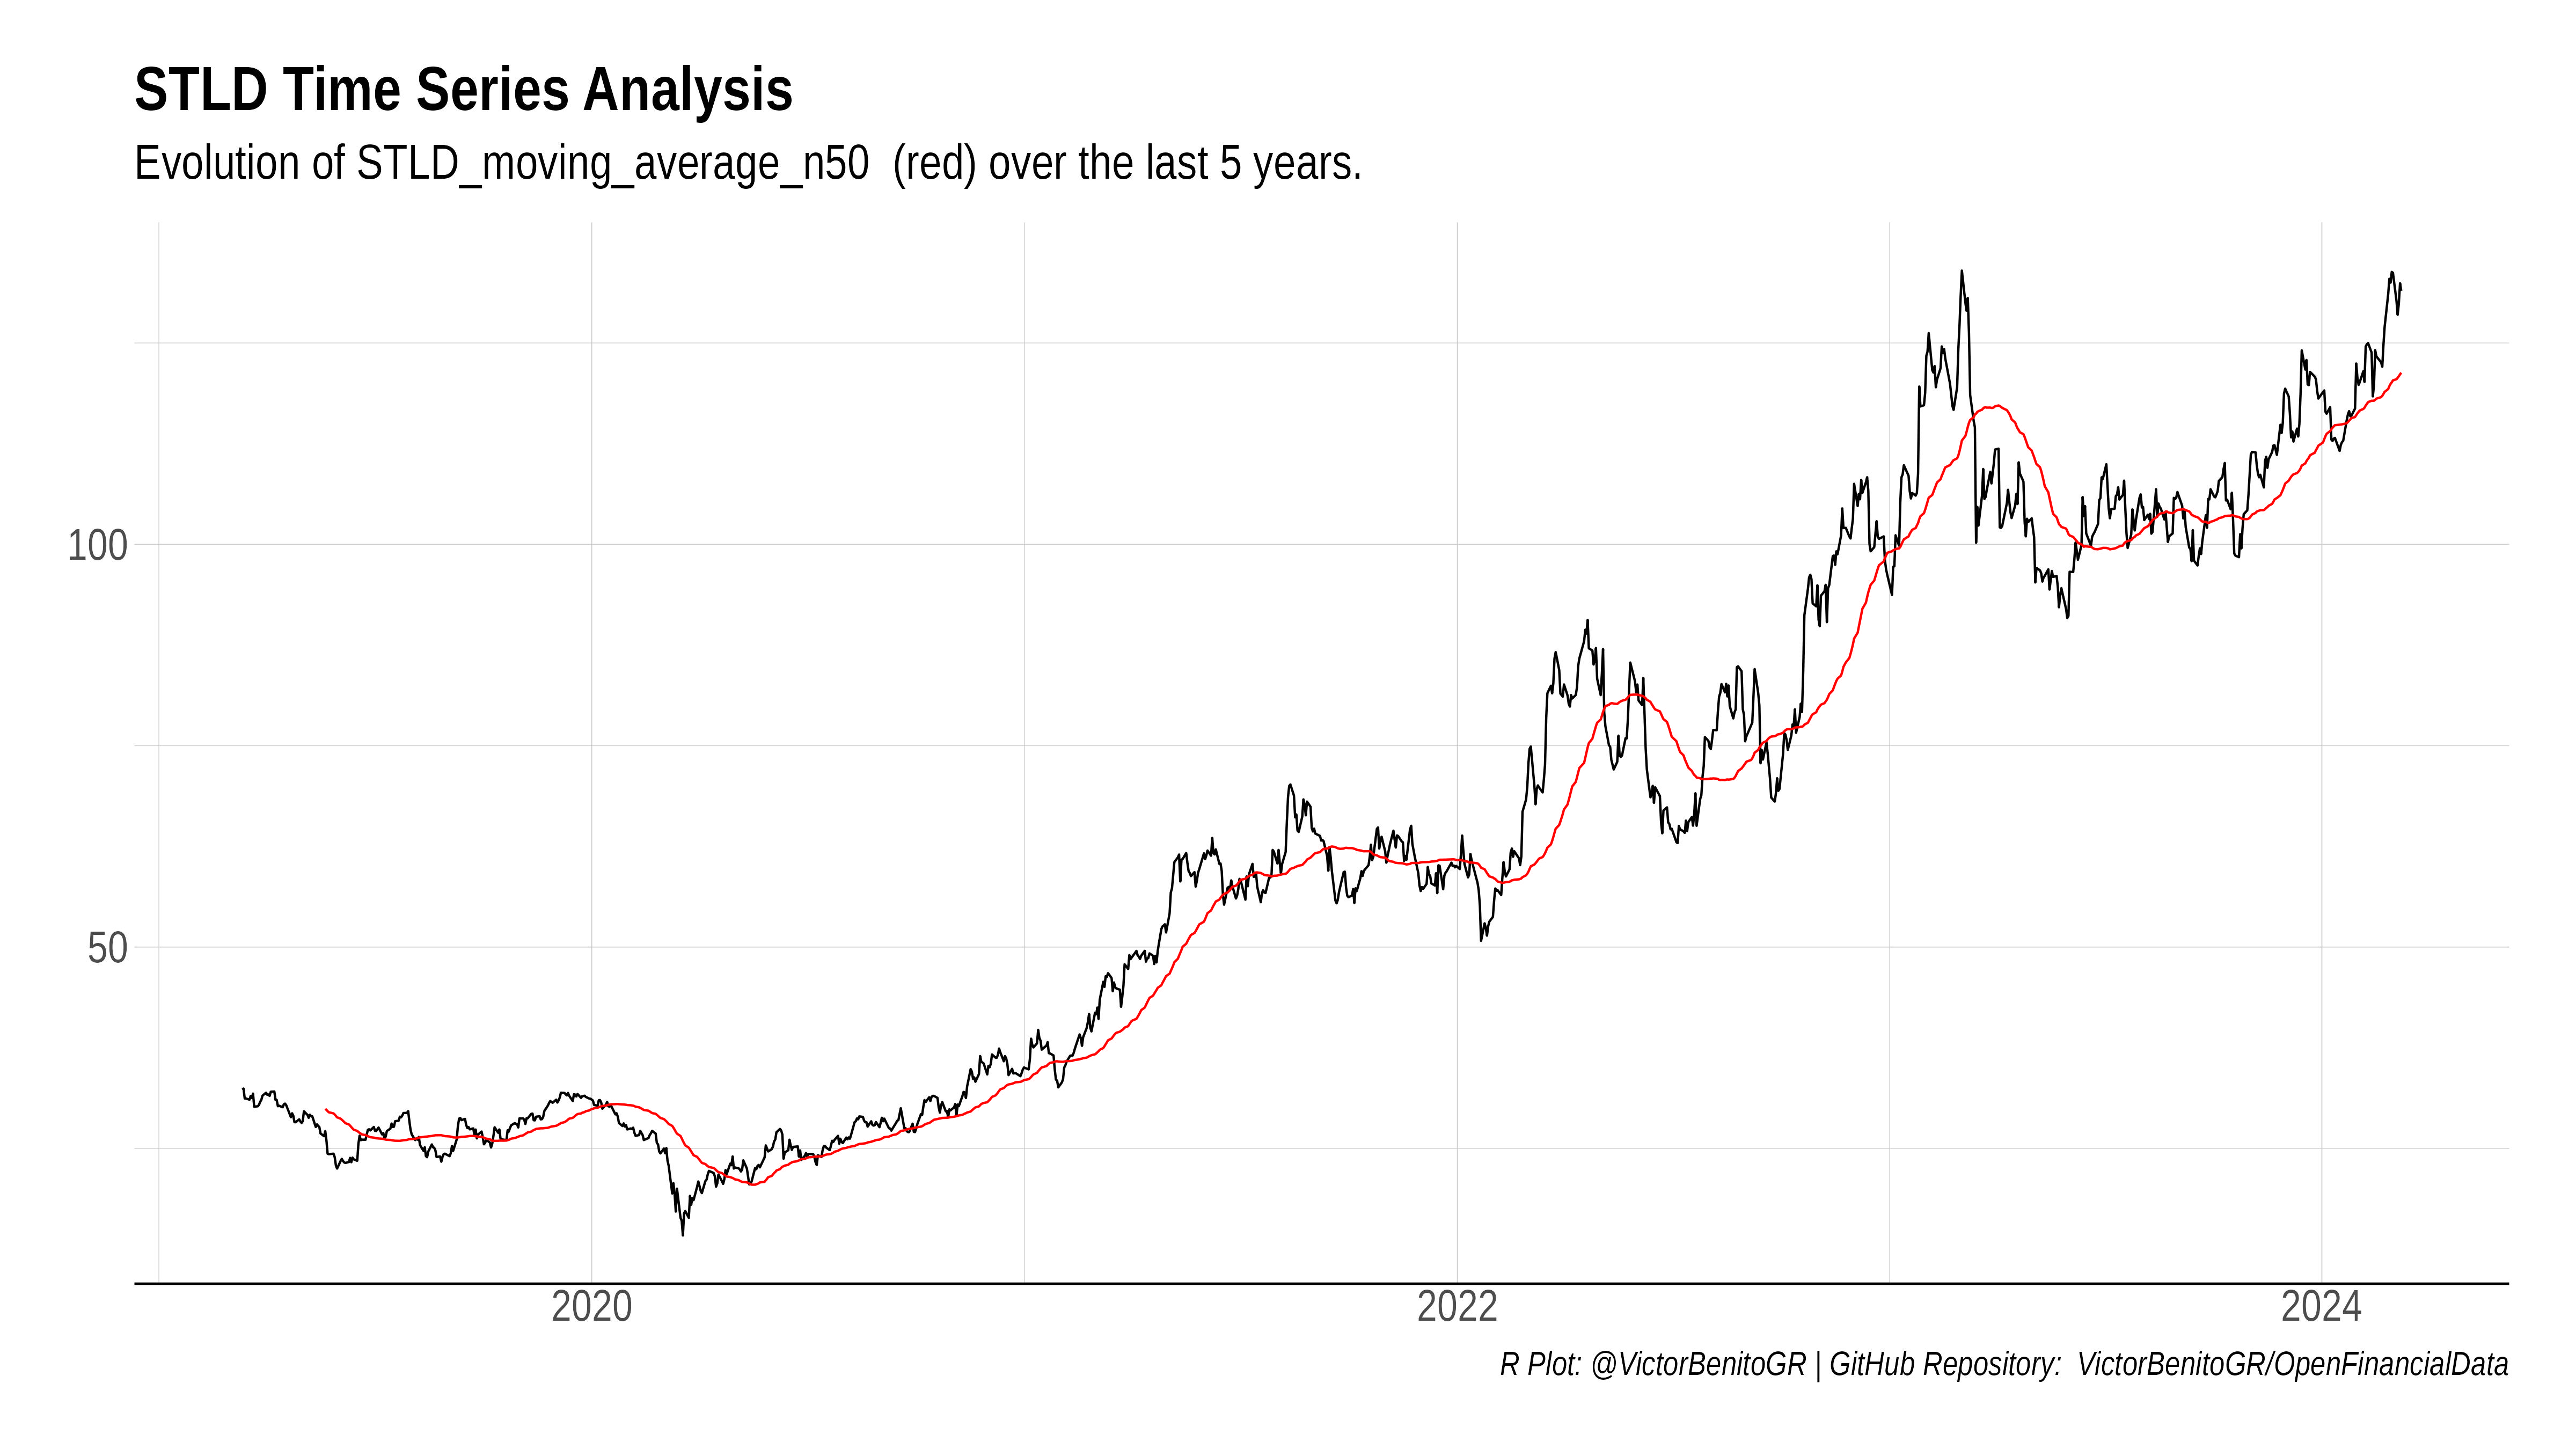 STLD Time Series Analysis
Evolution of STLD_moving_average_n50  (red) over the last 5 years.
100
50
2020 2022 2024
R Plot: @VictorBenitoGR | GitHub Repository:  VictorBenitoGR/OpenFinancialData